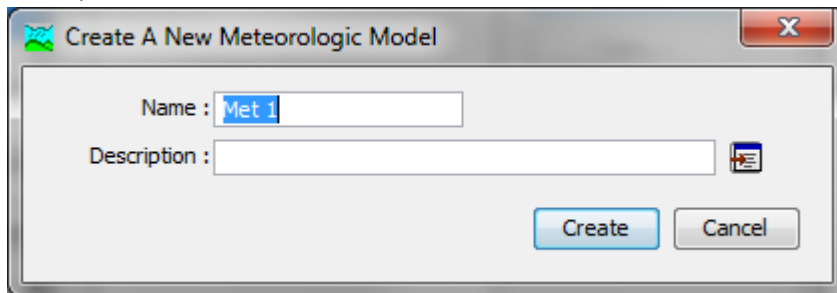 Create A New Meteorologic Model
Name : Met 1
Description :
Create Cancel